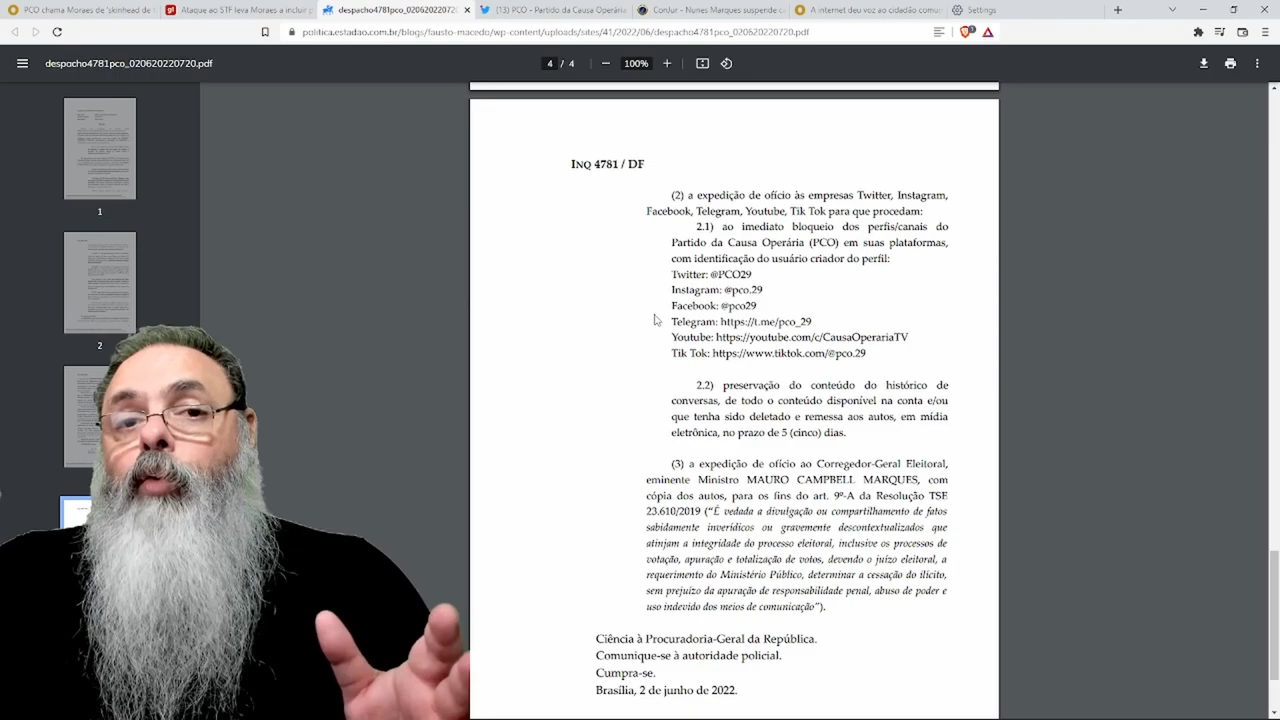 PCO chama Moraes de 'skinhead de
Ataque ao STF leva Moraes a incluir p
despacho4781pco_020620220720.
(13) PCO - Partido da Causa Operária
ConJur - Nunes Marques suspende ca
A internet deu voz ao cidadão comu
Settings
politica.estadao.com.br/blogs/fausto-macedo/wp-content/uploads/sites/41/2022/06/despacho4781pco_020620220720.pdf
despacho4781pco_020620220720.pdf
4 / 4
100%
1
2
INQ 4781 / DF
(2) a expedição de ofício às empresas Twitter, Instagram,
Facebook, Telegram, Youtube, Tik Tok para que procedam:
2.1) ao imediato bloqueio dos perfis/canais do
Partido da Causa Operária (PCO) em suas plataformas,
com identificação do usuário criador do perfil:
Twitter: @PCO29
Instagram: @pco.29
Facebook: @pco29
Telegram: https://t.me/pco_29
Youtube: https://youtube.com/c/CausaOperariaTV
Tik Tok: https://www.tiktok.com/@pco.29
2.2) preservação do conteúdo do histórico de
conversas, de todo o conteúdo disponível na conta e/ou
que tenha sido deletado e remessa aos autos, em mídia
eletrônica, no prazo de 5 (cinco) dias.
(3) a expedição de ofício ao Corregedor-Geral Eleitoral,
eminente Ministro MAURO CAMPBELL MARQUES, com
cópia dos autos, para os fins do art. 9º-A da Resolução TSE
23.610/2019 (“É vedada a divulgação ou compartilhamento de fatos
sabidamente inverídicos ou gravemente descontextualizados que
atinjam a integridade do processo eleitoral, inclusive os processos de
votação, apuração e totalização de votos, devendo o juízo eleitoral, a
requerimento do Ministério Público, determinar a cessação do ilícito,
sem prejuízo da apuração de responsabilidade penal, abuso de poder e
uso indevido dos meios de comunicação”).
Ciência à Procuradoria-Geral da República.
Comunique-se à autoridade policial.
Cumpra-se.
Brasília, 2 de junho de 2022.